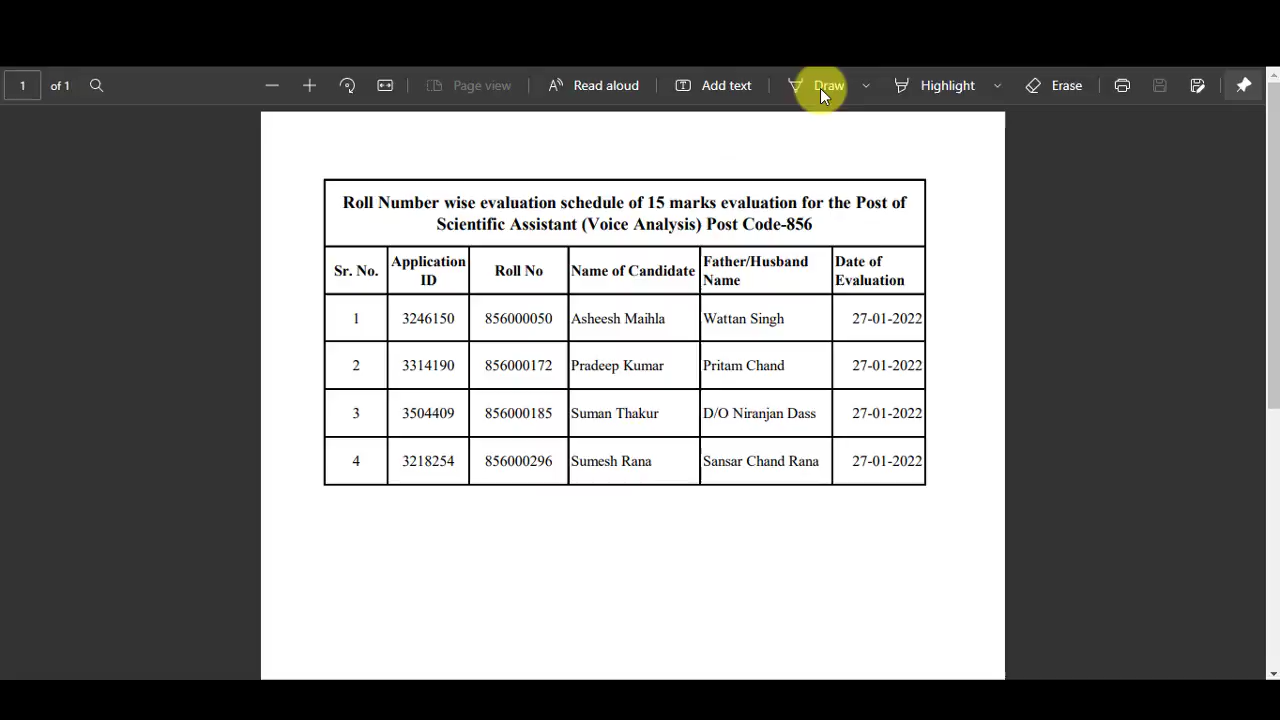 1 of 1 Page view Read aloud Add text Draw Highlight Erase
Roll Number wise evaluation schedule of 15 marks evaluation for the Post of
Scientific Assistant (Voice Analysis) Post Code-856
Sr. No. Application ID Roll No Name of Candidate Father/Husband Name Date of Evaluation
1 3246150 856000050 Asheesh Maihla Wattan Singh 27-01-2022
2 3314190 856000172 Pradeep Kumar Pritam Chand 27-01-2022
3 3504409 856000185 Suman Thakur D/O Niranjan Dass 27-01-2022
4 3218254 856000296 Sumesh Rana Sansar Chand Rana 27-01-2022